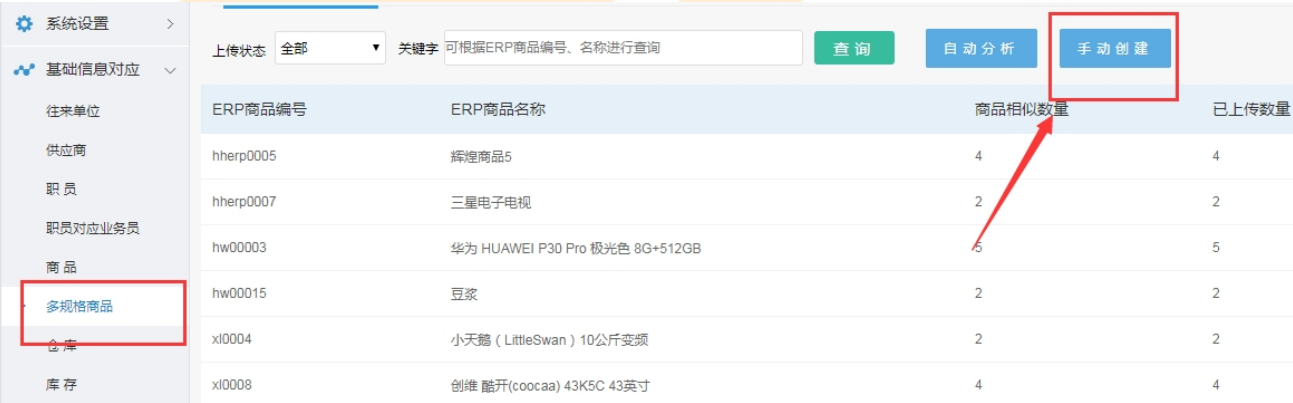 系统设置
基础信息对应
往来单位
供应商
职员
职员对应业务员
商品
多规格商品
仓库
库存
上传状态 全部 关键字 可根据ERP商品编号、名称进行查询 查询 自动分析 手动创建
ERP商品编号 ERP商品名称 商品相似数量 已上传数量
hherp0005 辉煌商品5 4 4
hherp0007 三星电子电视 2 2
hw00003 华为 HUAWEI P30 Pro 极光色 8G+512GB 5 5
hw00015 豆浆 2 2
xl0004 小天鹅（LittleSwan）10公斤变频 2 2
xl0008 创维 酷开(coocaa) 43K5C 43英寸 4 4